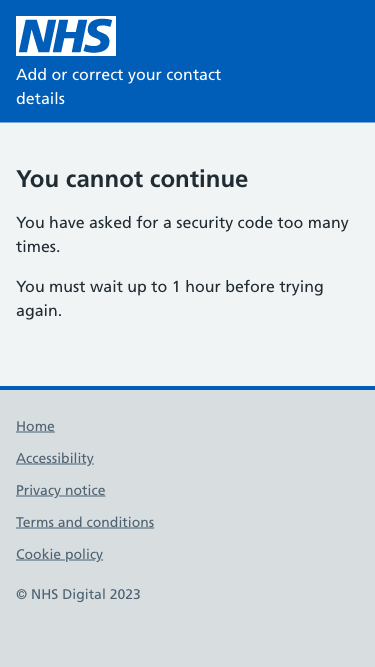 NHS
Add or correct your contact
details
You cannot continue
You have asked for a security code too many
times.
You must wait up to 1 hour before trying
again.
Home
Accessibility
Privacy notice
Terms and conditions
Cookie policy
© NHS Digital 2023